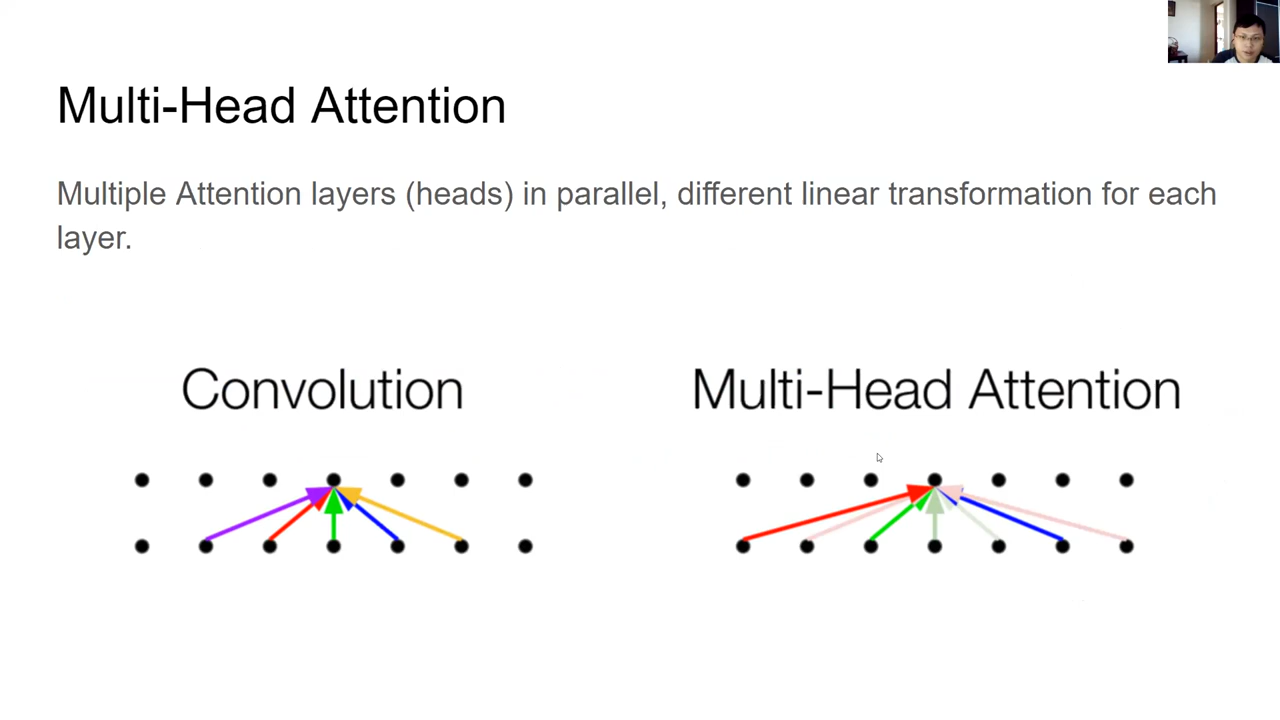 Multi-Head Attention
Multiple Attention layers (heads) in parallel, different linear transformation for each
layer.
Convolution
Multi-Head Attention